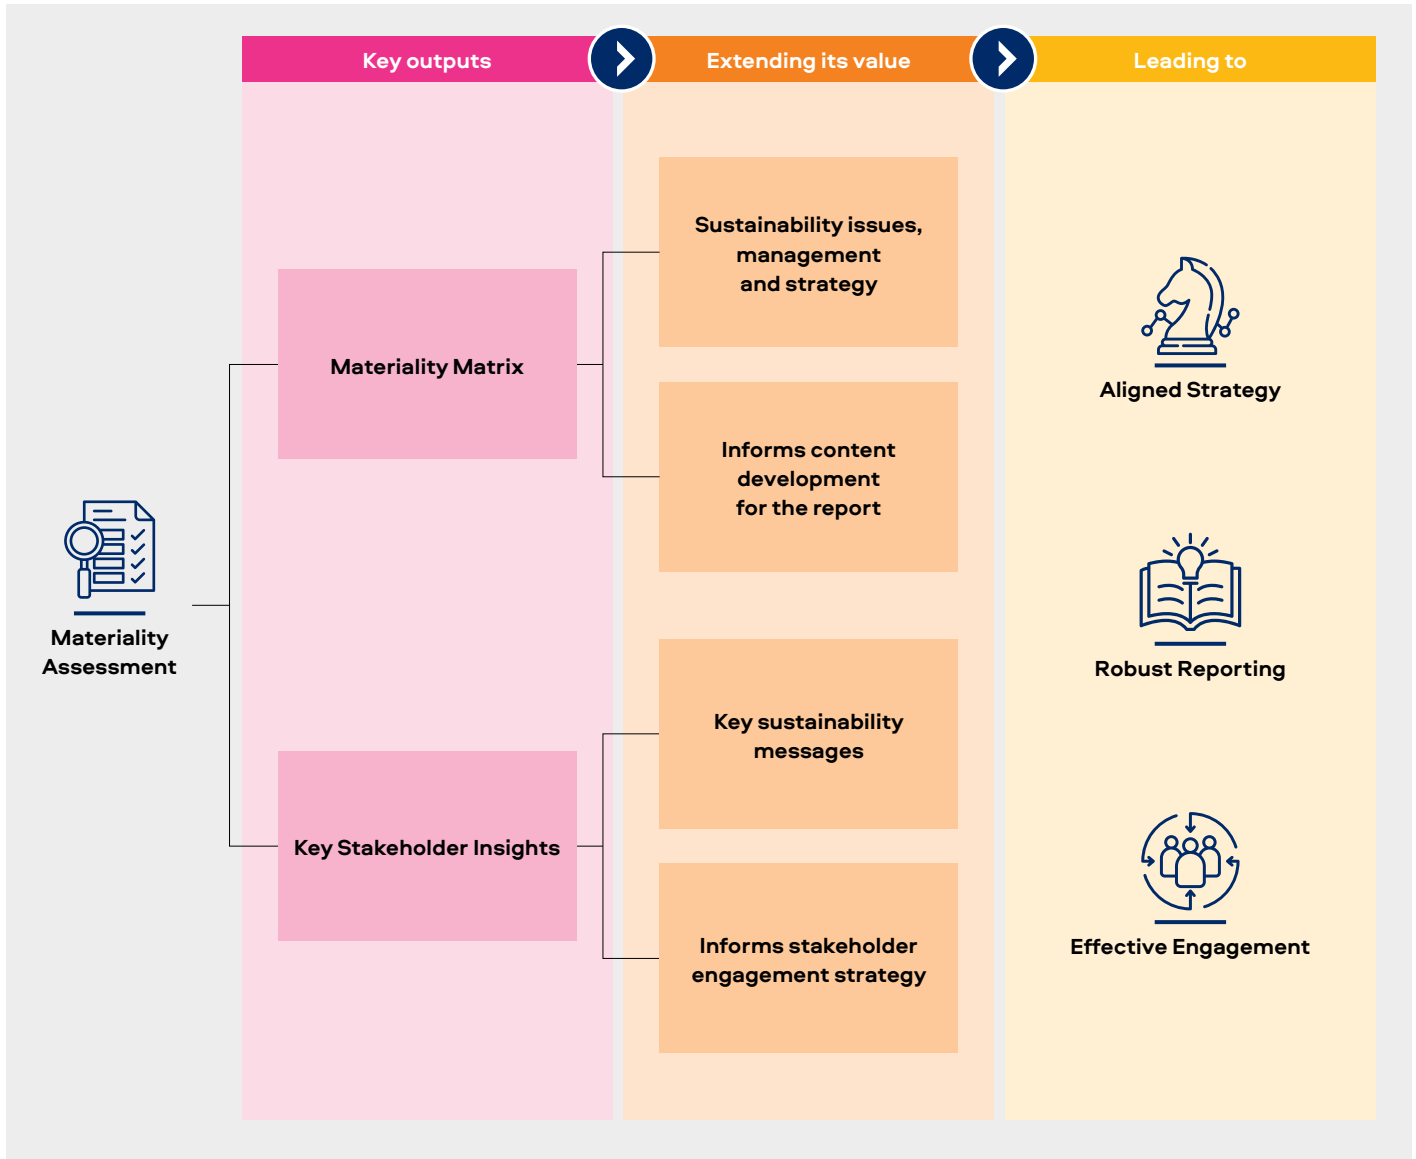 Key outputs
Extending its value
Leading to
Materiality
Assessment
Materiality Matrix
Key Stakeholder Insights
Sustainability issues,
management
and strategy
Informs content
development
for the report
Key sustainability
messages
Informs stakeholder
engagement strategy
Aligned Strategy
Robust Reporting
Effective Engagement